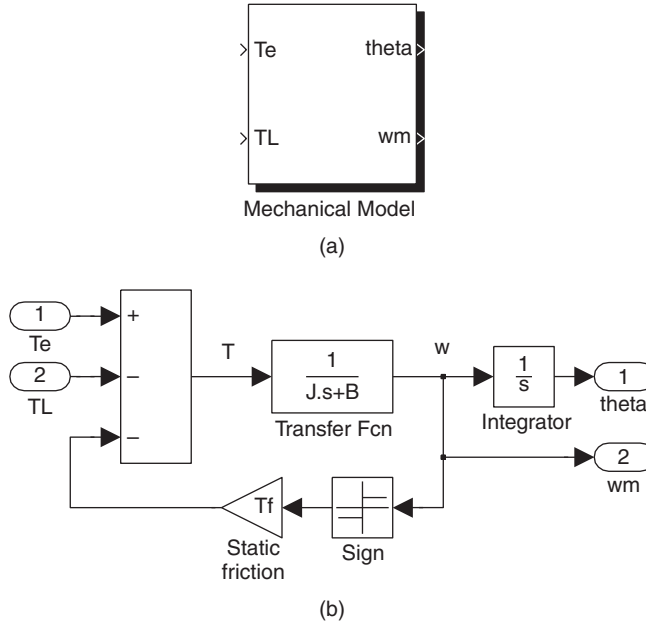 Te
theta
TL
wm
Mechanical Model
(a)
1
+
Te
T
1
J.s+B
w
1
s
1
2
−
TL
Transfer Fcn
Integrator
theta
−
2
wm
Tf
Static
friction
Sign
(b)